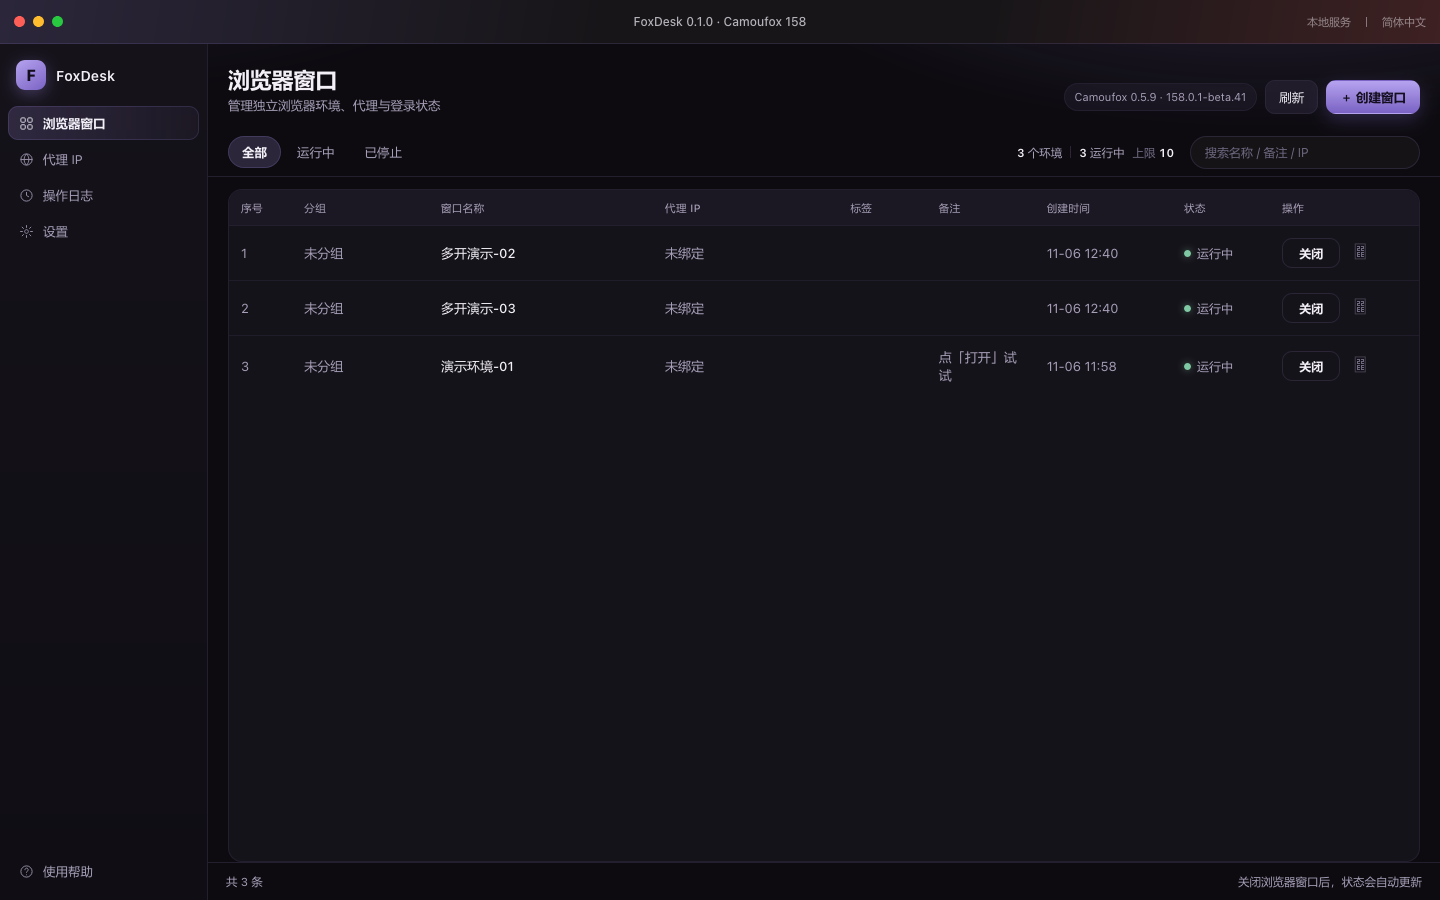 FoxDesk 0.1.0 · Camoufox 158
本地服务 | 简体中文
F FoxDesk
浏览器窗口
代理 IP
操作日志
设置
使用帮助
浏览器窗口
管理独立浏览器环境、代理与登录状态
Camoufox 0.5.9 · 158.0.1-beta.41
刷新
+ 创建窗口
全部 运行中 已停止
3 个环境 3 运行中 上限 10
搜索名称 / 备注 / IP
序号 分组 窗口名称 代理 IP 标签 备注 创建时间 状态 操作
1 未分组 多开演示-02 未绑定 11-06 12:40 运行中 关闭
2 未分组 多开演示-03 未绑定 11-06 12:40 运行中 关闭
3 未分组 演示环境-01 未绑定 点「打开」试
试 11-06 11:58 运行中 关闭
共 3 条
关闭浏览器窗口后，状态会自动更新